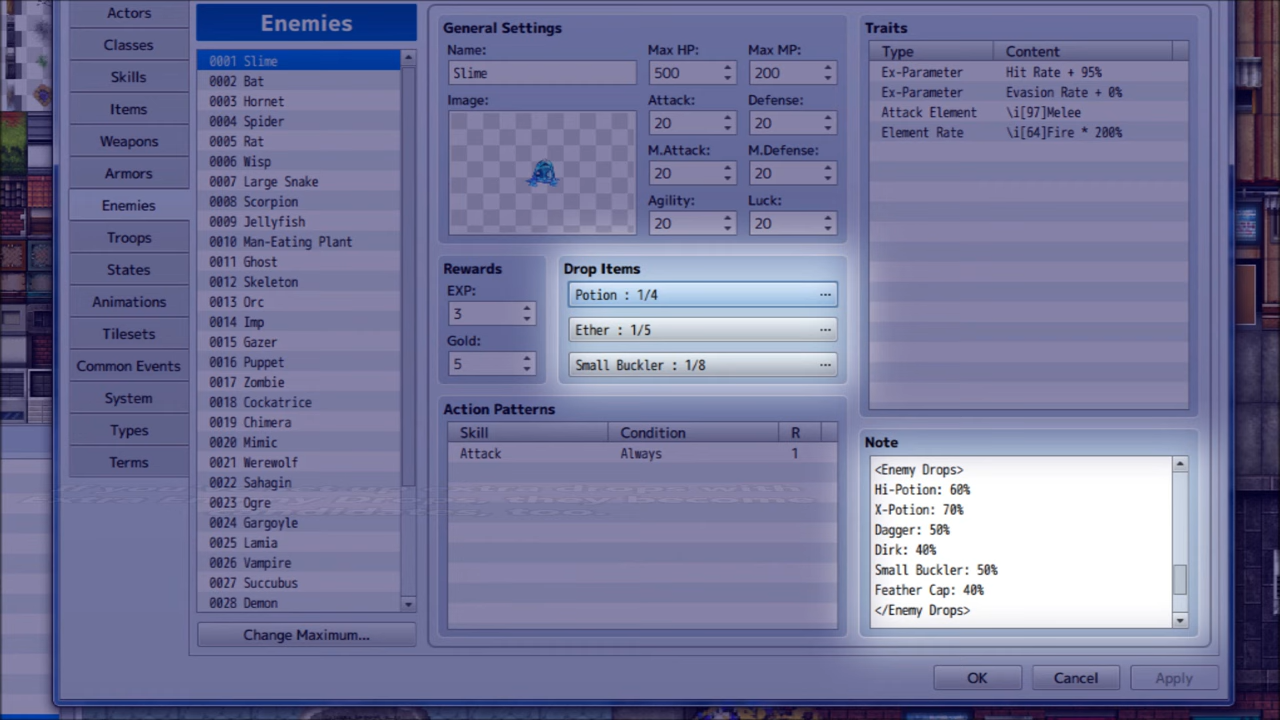 Actors
Classes
Skills
Items
Weapons
Armors
Enemies
Troops
States
Animations
Tilesets
Common Events
System
Types
Terms
Enemies
0001 Slime
0002 Bat
0003 Hornet
0004 Spider
0005 Rat
0006 Wisp
0007 Large Snake
0008 Scorpion
0009 Jellyfish
0010 Man-Eating Plant
0011 Ghost
0012 Skeleton
0013 Orc
0014 Imp
0015 Gazer
0016 Puppet
0017 Zombie
0018 Cockatrice
0019 Chimera
0020 Mimic
0021 Werewolf
0022 Sahagin
0023 Ogre
0024 Gargoyle
0025 Lamia
0026 Vampire
0027 Succubus
0028 Demon
Change Maximum...
General Settings
Name:
Slime
Image:
Max HP:
500
Max MP:
200
Attack:
20
Defense:
20
M.Attack:
20
M.Defense:
20
Agility:
20
Luck:
20
Rewards
EXP:
3
Gold:
5
Drop Items
Potion : 1/4
Ether : 1/5
Small Buckler : 1/8
Action Patterns
Skill Condition R
Attack Always 1
Traits
Type Content
Ex-Parameter Hit Rate + 95%
Ex-Parameter Evasion Rate + 0%
Attack Element \i[97]Melee
Element Rate \i[64]Fire * 200%
Note
<Enemy Drops>
Hi-Potion: 60%
X-Potion: 70%
Dagger: 50%
Dirk: 40%
Small Buckler: 50%
Feather Cap: 40%
</Enemy Drops>
OK
Cancel
Apply